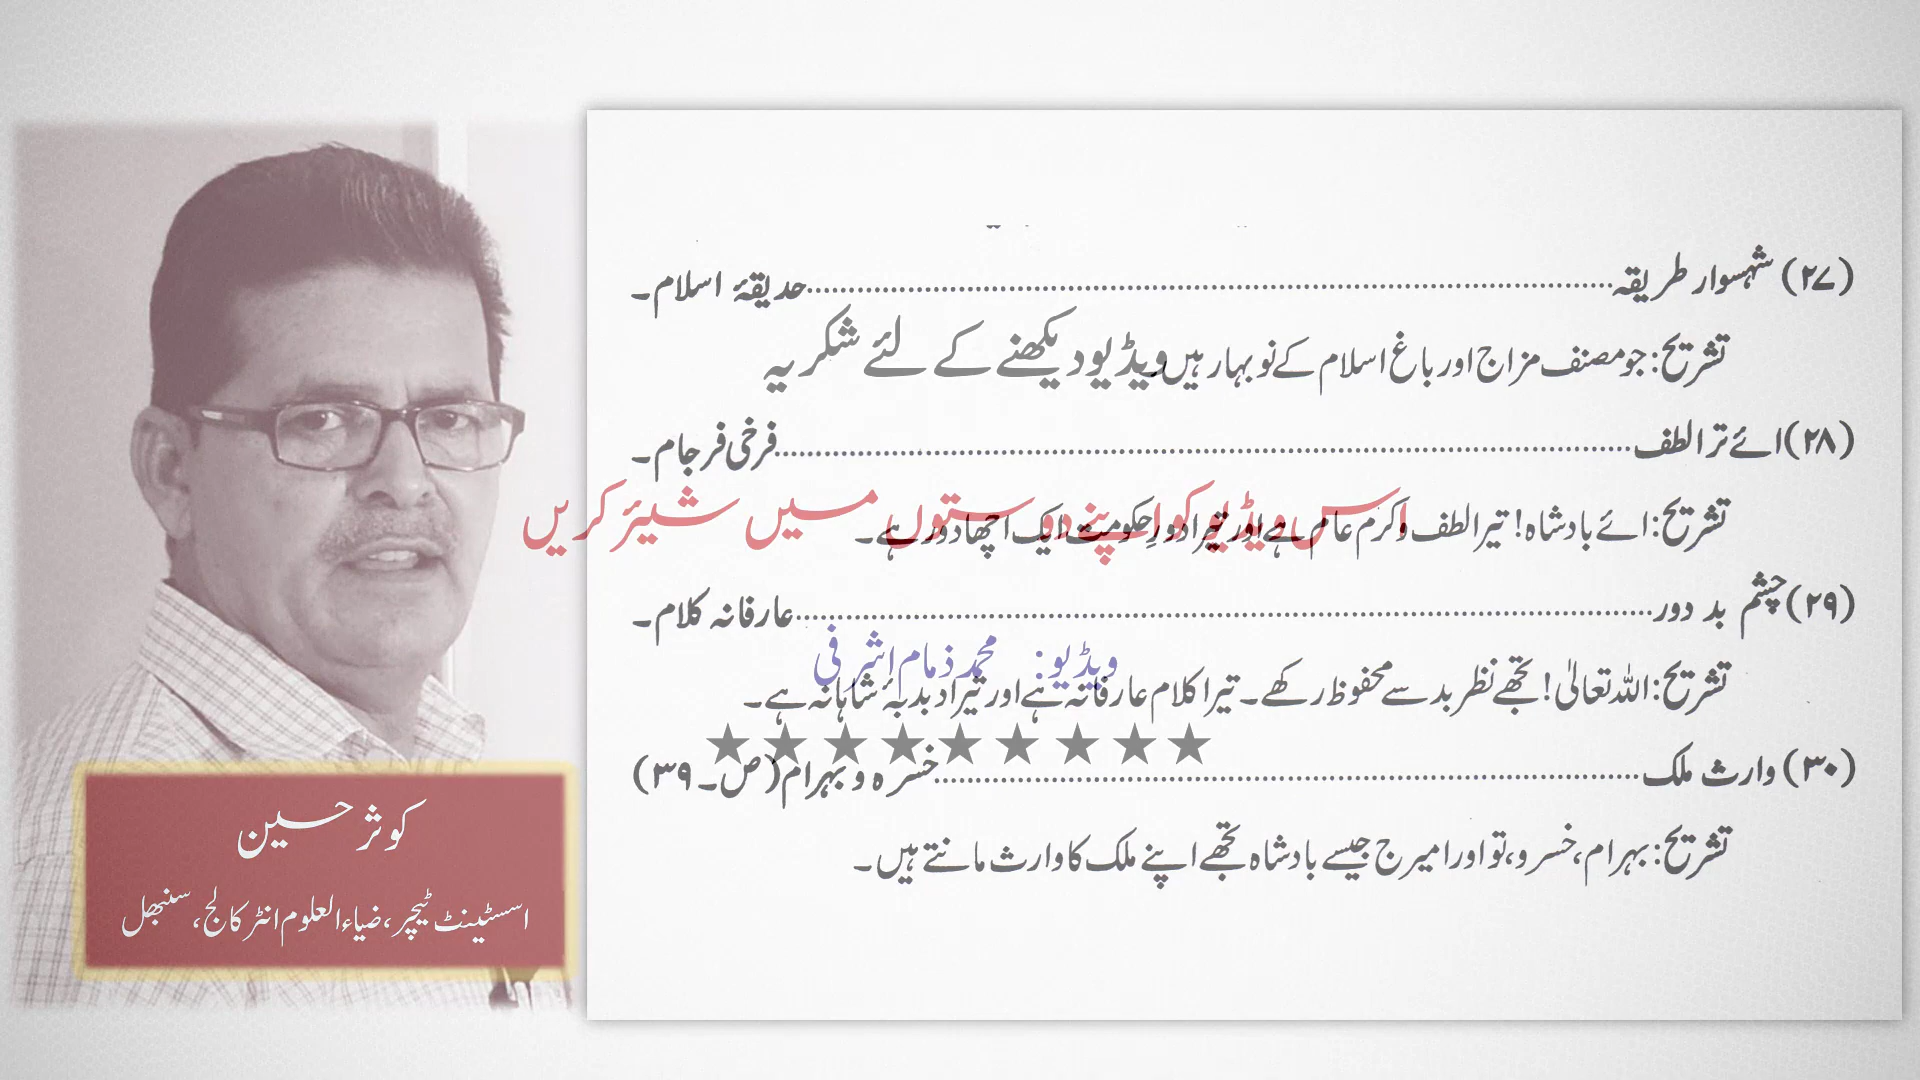 (۲۷) شہسوار طریقہ........................حدیقۂ اسلام۔
تشریح: جو مصنف مزاج اور باغ اسلام کے نو بہار ہیں۔
ویڈیو دیکھنے کے لئے شکریہ
(۲۸) ائے ترا لطف........................فرخی فرجام۔
تشریح: ائے بادشاہ! تیرا لطف وکرم عام ہے اور تیرا دور حکومت ایک اچھا دور ہے۔
اس ویڈیو کو اپنے دوستوں میں شیئر کریں
(۲۹) چشم بد دور........................عارفانہ کلام۔
ویڈیو: محمد ذمام اشرفی
تشریح: اللہ تعالیٰ! تجھے نظر بد سے محفوظ رکھے۔ تیرا کلام عارفانہ ہے اور تیرا دبدبۂ شاہانہ ہے۔
★★★★★★★★★
(۳۰) وارث ملک........................خسرہ و بہرام (ص۔۳۹)
تشریح: بہرام، خسرو، تو اور امیرج جیسے بادشاہ تجھے اپنے ملک کا وارث مانتے ہیں۔
کوثر حسین
اسسٹینٹ ٹیچر، ضیاء العلوم انٹر کالج، سنبھل